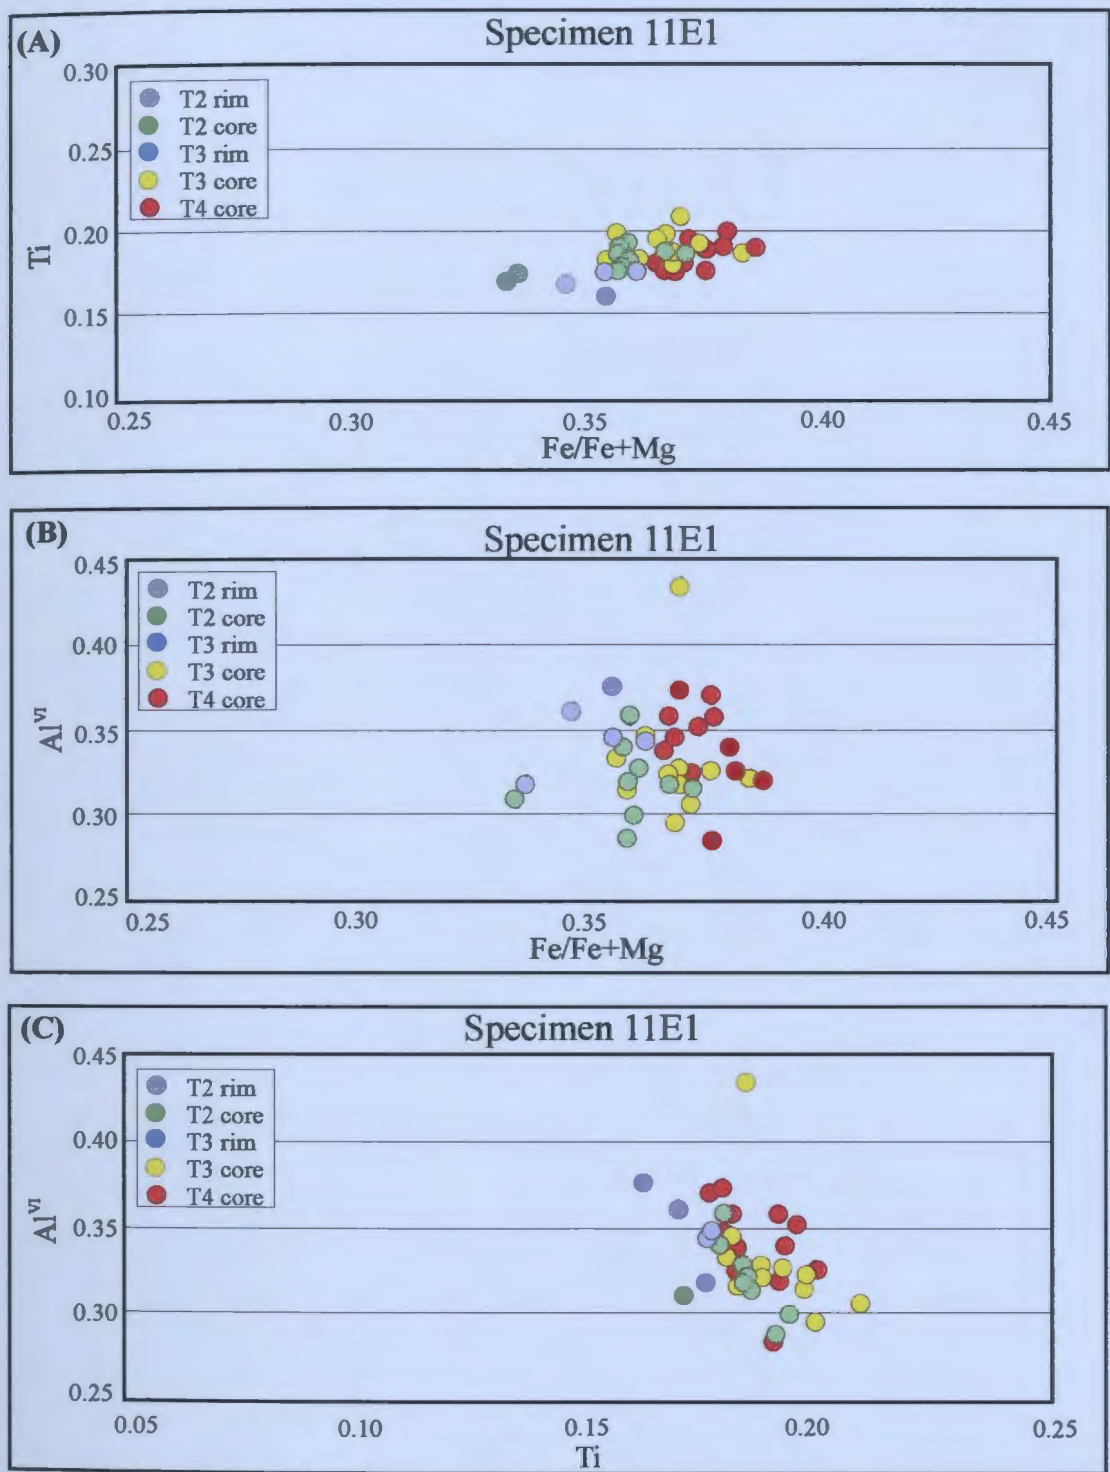 (A)
Specimen 11E1
0.30
0.25
0.20
0.15
0.10
Ti
T2 rim
T2 core
T3 rim
T3 core
T4 core
0.25 0.30 0.35 0.40 0.45
Fe/Fe+Mg
(B)
Specimen 11E1
0.45
0.40
0.35
0.30
0.25
Al^VI
T2 rim
T2 core
T3 rim
T3 core
T4 core
0.25 0.30 0.35 0.40 0.45
Fe/Fe+Mg
(C)
Specimen 11E1
0.45
0.40
0.35
0.30
0.25
Al^VI
T2 rim
T2 core
T3 rim
T3 core
T4 core
0.05 0.10 0.15 0.20 0.25
Ti